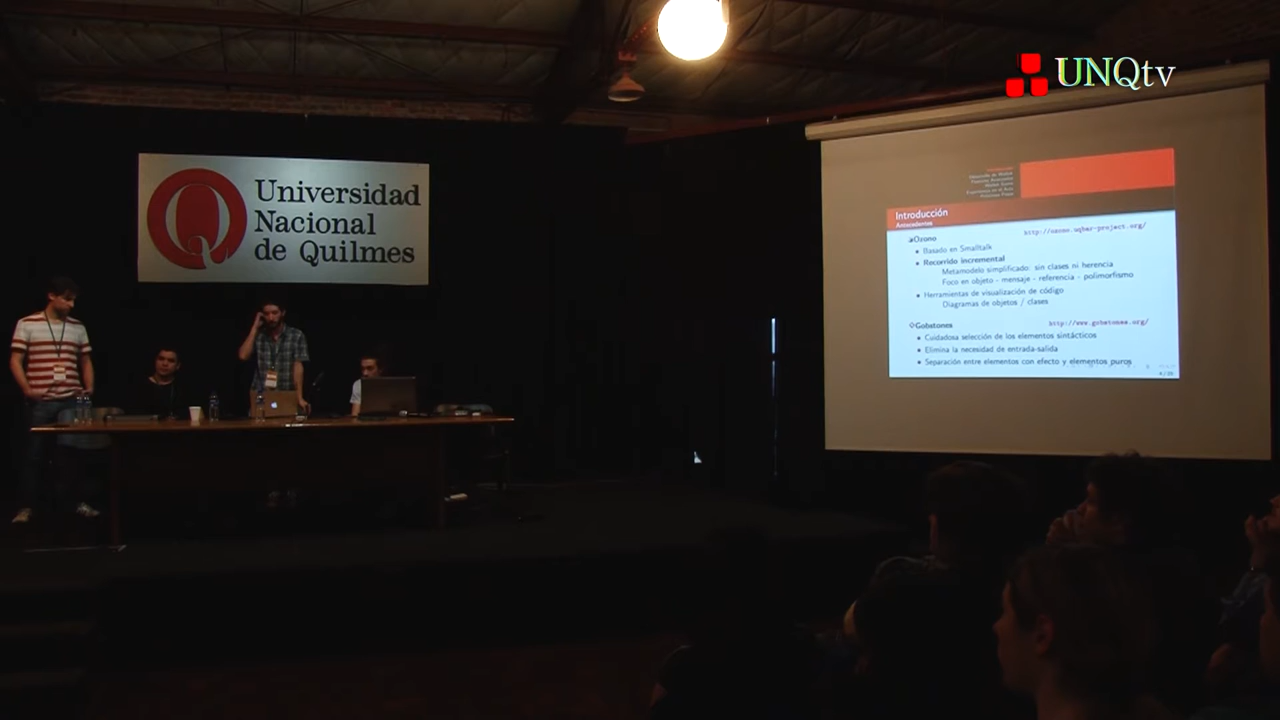 UNQtv
Universidad
Nacional
de Quilmes
Introducción
Antecedentes
Ozono
http://ozono.uqbar-project.org/
Basado en Smalltalk
Recorrido incremental
Metamodelo simplificado: sin clases ni herencia
Foco en objeto - mensaje - referencia - polimorfismo
Herramientas de visualización de código
Diagramas de objetos / clases
Gobstones
http://www.gobstones.org/
Cuidadosa selección de los elementos sintácticos
Elimina la necesidad de entrada-salida
Separación entre elementos con efecto y elementos puros